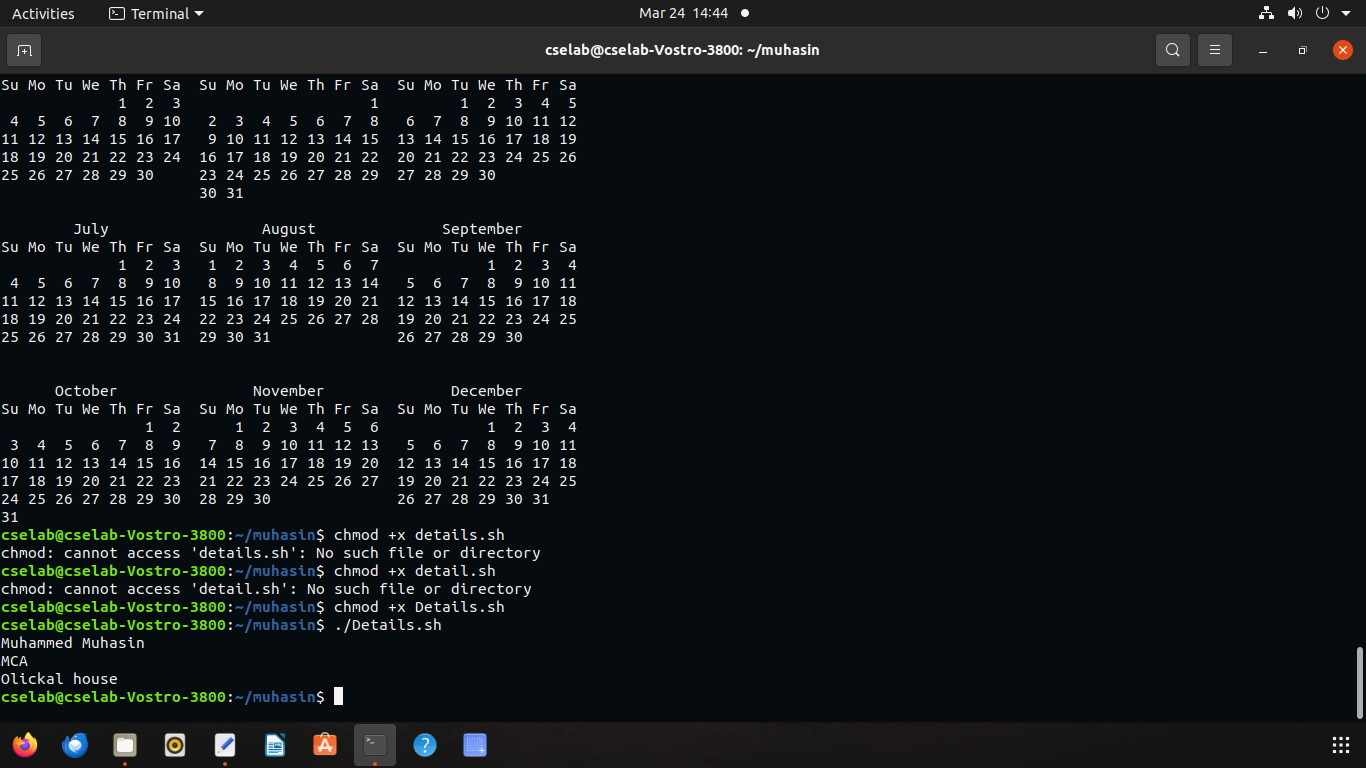 Activities Terminal Mar 24 14:44
cselab@cselab-Vostro-3800: ~/muhasin
Su Mo Tu We Th Fr Sa  Su Mo Tu We Th Fr Sa  Su Mo Tu We Th Fr Sa
             1  2  3                     1         1  2  3  4  5
 4  5  6  7  8  9 10   2  3  4  5  6  7  8   6  7  8  9 10 11 12
11 12 13 14 15 16 17   9 10 11 12 13 14 15  13 14 15 16 17 18 19
18 19 20 21 22 23 24  16 17 18 19 20 21 22  20 21 22 23 24 25 26
25 26 27 28 29 30     23 24 25 26 27 28 29  27 28 29 30
                      30 31
        July                 August              September
Su Mo Tu We Th Fr Sa  Su Mo Tu We Th Fr Sa  Su Mo Tu We Th Fr Sa
             1  2  3   1  2  3  4  5  6  7            1  2  3  4
 4  5  6  7  8  9 10   8  9 10 11 12 13 14   5  6  7  8  9 10 11
11 12 13 14 15 16 17  15 16 17 18 19 20 21  12 13 14 15 16 17 18
18 19 20 21 22 23 24  22 23 24 25 26 27 28  19 20 21 22 23 24 25
25 26 27 28 29 30 31  29 30 31              26 27 28 29 30
      October               November              December
Su Mo Tu We Th Fr Sa  Su Mo Tu We Th Fr Sa  Su Mo Tu We Th Fr Sa
                1  2      1  2  3  4  5  6            1  2  3  4
 3  4  5  6  7  8  9   7  8  9 10 11 12 13   5  6  7  8  9 10 11
10 11 12 13 14 15 16  14 15 16 17 18 19 20  12 13 14 15 16 17 18
17 18 19 20 21 22 23  21 22 23 24 25 26 27  19 20 21 22 23 24 25
24 25 26 27 28 29 30  28 29 30              26 27 28 29 30 31
31
cselab@cselab-Vostro-3800:~/muhasin$ chmod +x details.sh
chmod: cannot access 'details.sh': No such file or directory
cselab@cselab-Vostro-3800:~/muhasin$ chmod +x detail.sh
chmod: cannot access 'detail.sh': No such file or directory
cselab@cselab-Vostro-3800:~/muhasin$ chmod +x Details.sh
cselab@cselab-Vostro-3800:~/muhasin$ ./Details.sh
Muhammed Muhasin
MCA
Olickal house
cselab@cselab-Vostro-3800:~/muhasin$